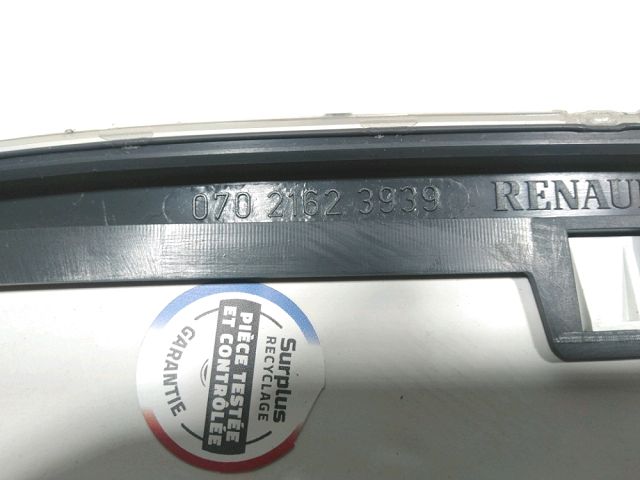 070 2162 3939
RENAU
Surplus
RECYCLAGE
PIÈCE TESTÉE
ET CONTRÔLÉE
GARANTIE